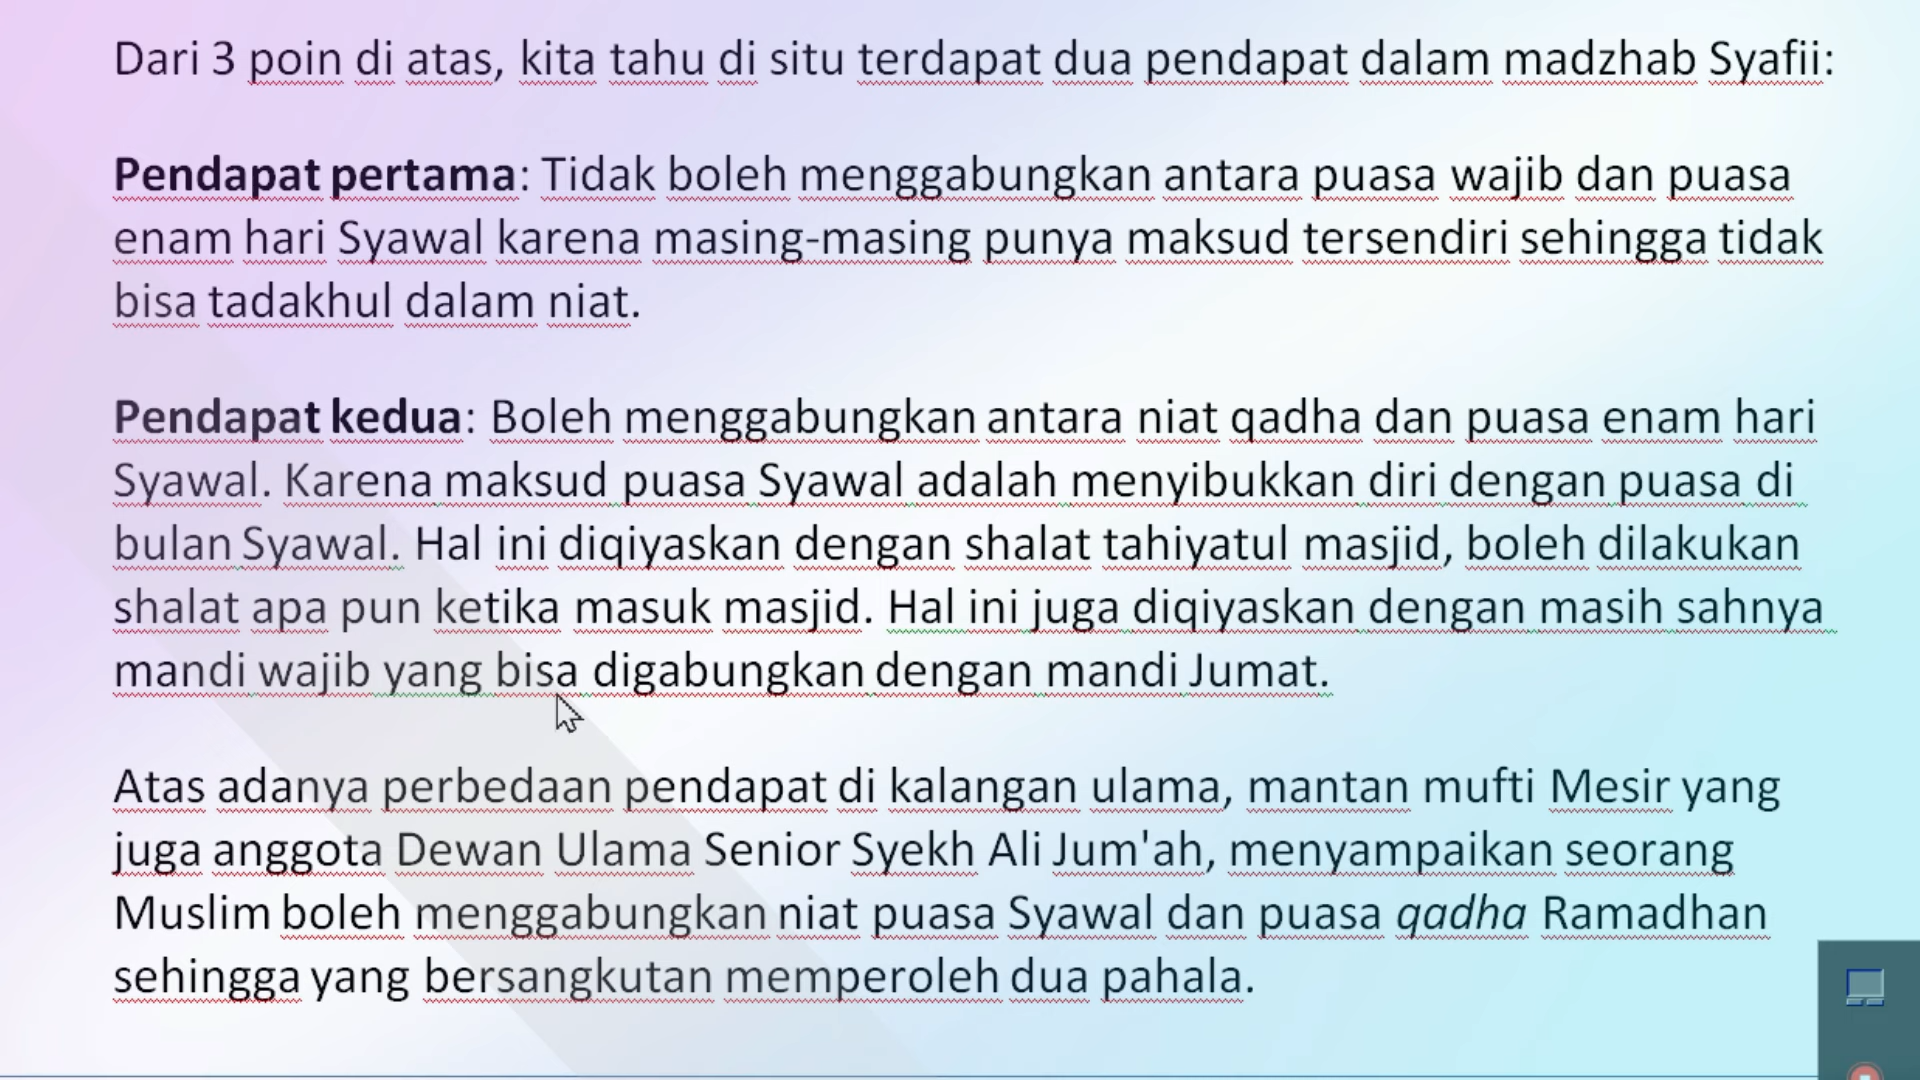 Dari 3 poin di atas, kita tahu di situ terdapat dua pendapat dalam madzhab Syafii:
Pendapat pertama: Tidak boleh menggabungkan antara puasa wajib dan puasa
enam hari Syawal karena masing-masing punya maksud tersendiri sehingga tidak
bisa tadakhul dalam niat.
Pendapat kedua: Boleh menggabungkan antara niat qadha dan puasa enam hari
Syawal. Karena maksud puasa Syawal adalah menyibukkan diri dengan puasa di
bulan Syawal. Hal ini diqiyaskan dengan shalat tahiyatul masjid, boleh dilakukan
shalat apa pun ketika masuk masjid. Hal ini juga diqiyaskan dengan masih sahnya
mandi wajib yang bisa digabungkan dengan mandi Jumat.
Atas adanya perbedaan pendapat di kalangan ulama, mantan mufti Mesir yang
juga anggota Dewan Ulama Senior Syekh Ali Jum'ah, menyampaikan seorang
Muslim boleh menggabungkan niat puasa Syawal dan puasa qadha Ramadhan
sehingga yang bersangkutan memperoleh dua pahala.